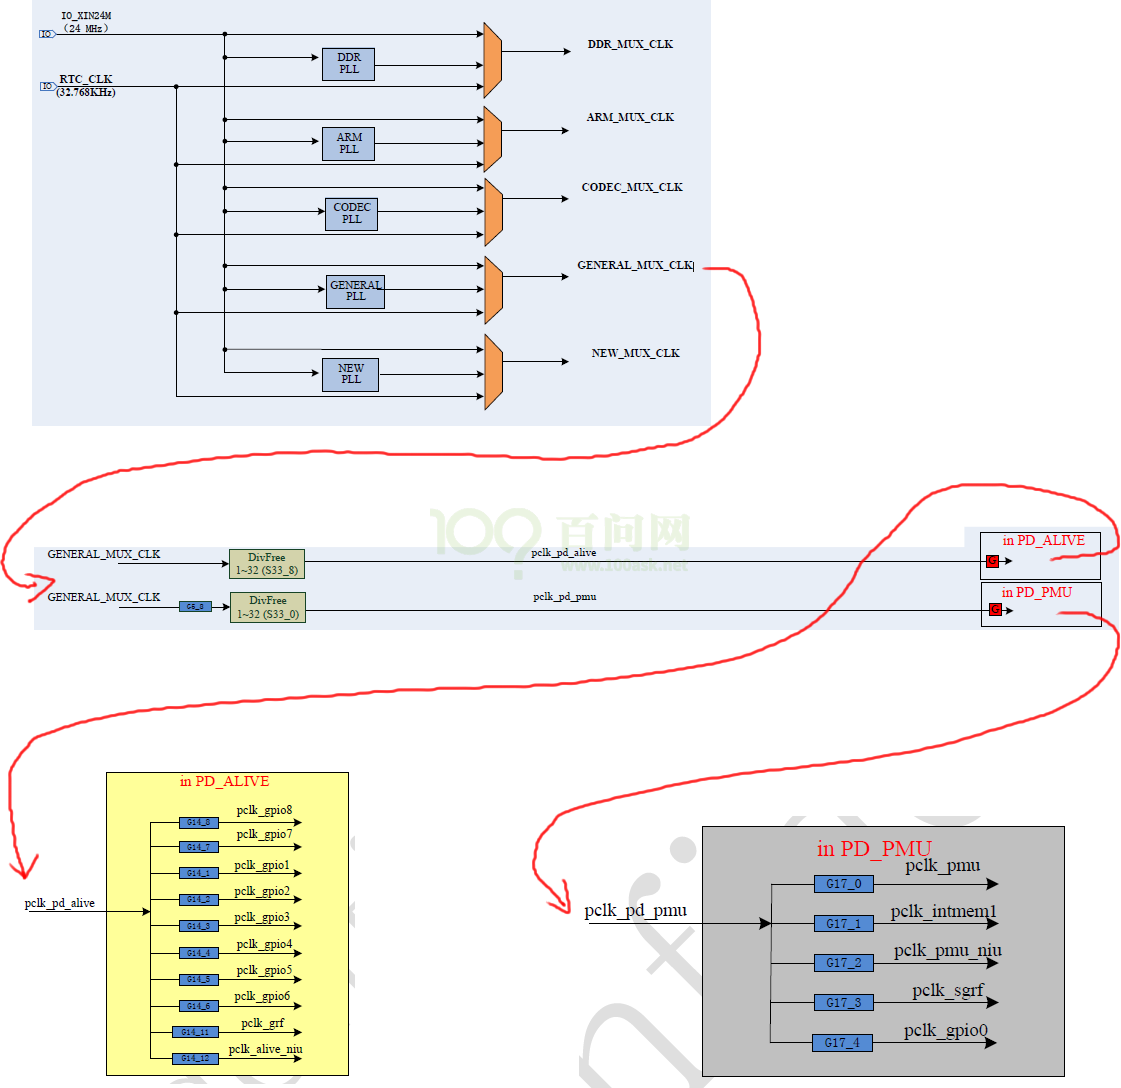 IO_XIN24M
(24 MHz)
IO
RTC_CLK
IO
(32.768KHz)
DDR
PLL
DDR_MUX_CLK
ARM
PLL
ARM_MUX_CLK
CODEC
PLL
CODEC_MUX_CLK
GENERAL
PLL
GENERAL_MUX_CLK
NEW
PLL
NEW_MUX_CLK
100 百问网
www.100ask.net
GENERAL_MUX_CLK
DivFree
1~32 (S33_8)
pclk_pd_alive
in PD_ALIVE
G
GENERAL_MUX_CLK
G5_8
DivFree
1~32 (S33_0)
pclk_pd_pmu
in PD_PMU
G
in PD_ALIVE
pclk_pd_alive
G14_8 pclk_gpio8
G14_7 pclk_gpio7
G14_1 pclk_gpio1
G14_2 pclk_gpio2
G14_3 pclk_gpio3
G14_4 pclk_gpio4
G14_5 pclk_gpio5
G14_6 pclk_gpio6
G14_11 pclk_grf
G14_12 pclk_alive_niu
in PD_PMU
pclk_pd_pmu
G17_0 pclk_pmu
G17_1 pclk_intmem1
G17_2 pclk_pmu_niu
G17_3 pclk_sgrf
G17_4 pclk_gpio0